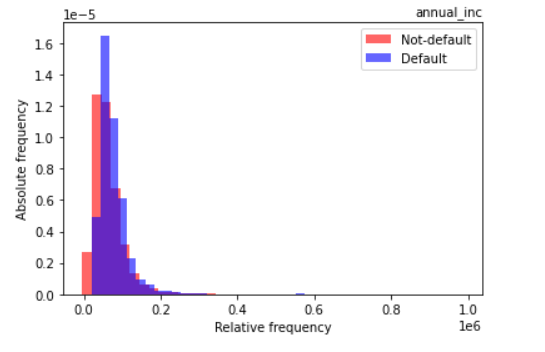 1e−5
annual_inc
Not-default
Default
1.6
1.4
1.2
1.0
0.8
0.6
0.4
0.2
0.0
Absolute frequency
0.0 0.2 0.4 0.6 0.8 1.0
1e6
Relative frequency